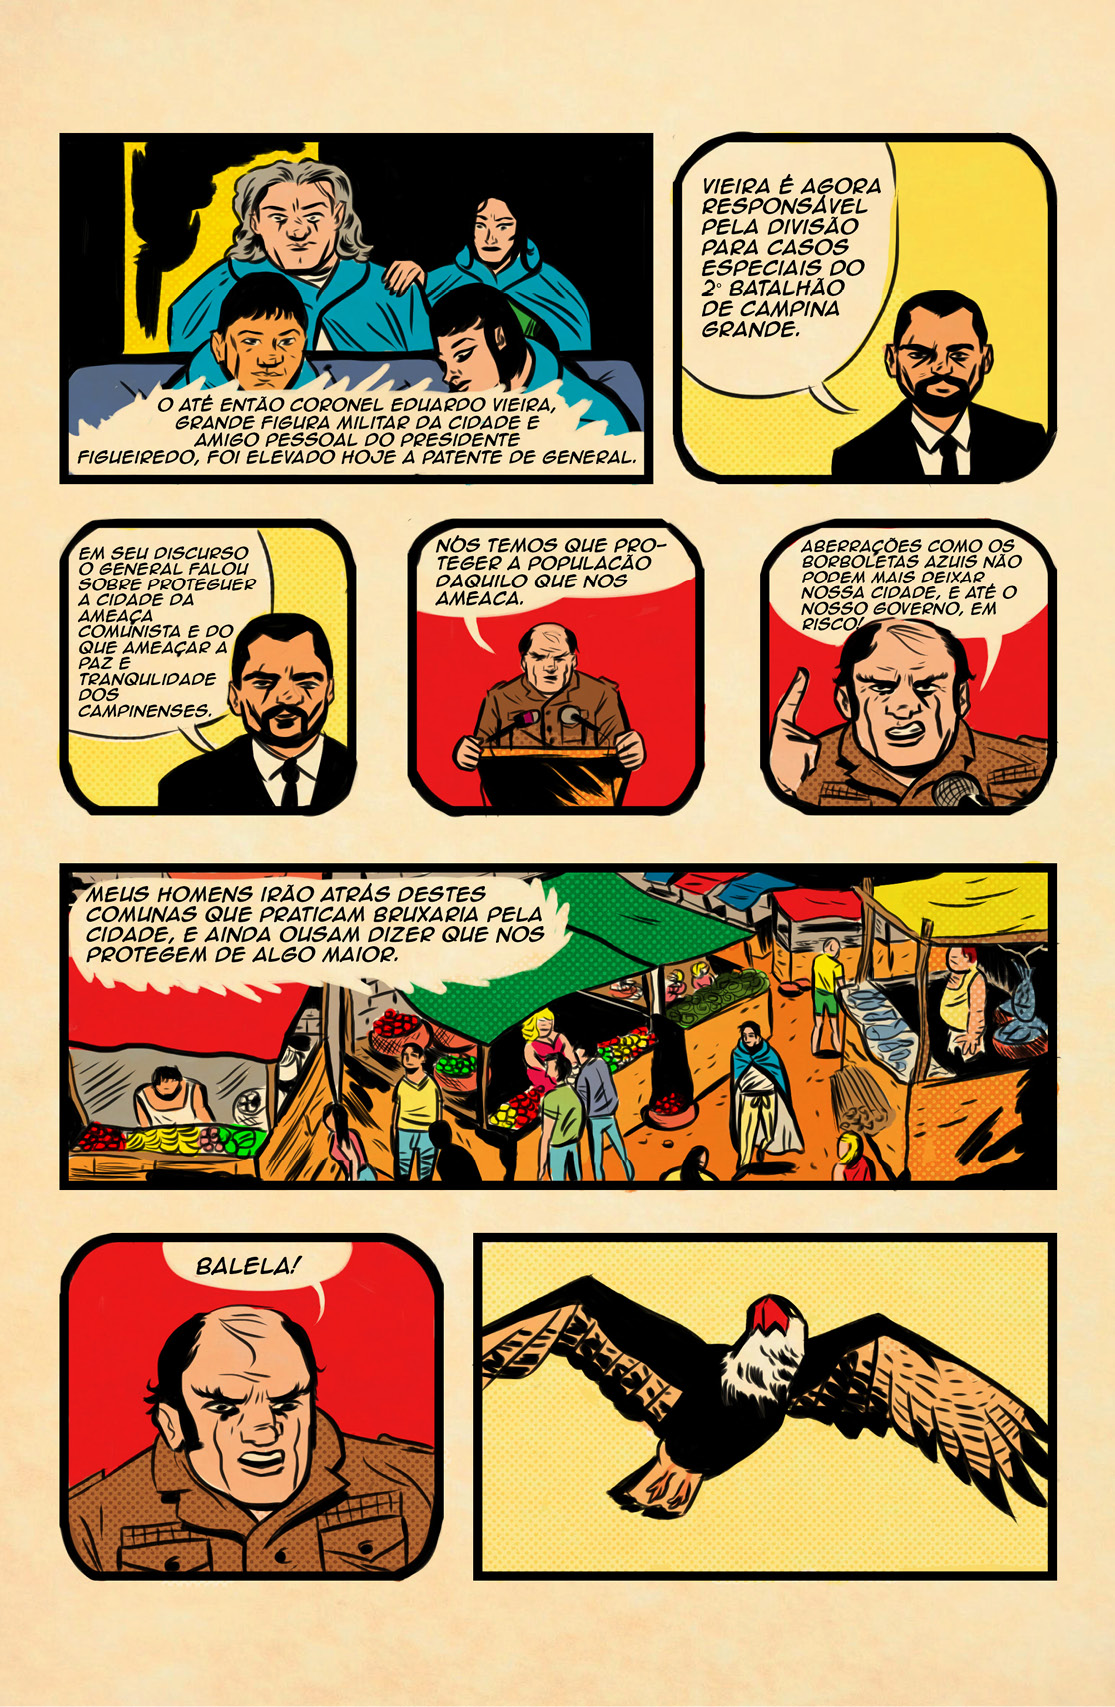 O ATÉ ENTÃO CORONEL EDUARDO VIEIRA,
GRANDE FIGURA MILITAR DA CIDADE E
AMIGO PESSOAL DO PRESIDENTE
FIGUEIREDO, FOI ELEVADO HOJE A PATENTE DE GENERAL.
VIEIRA É AGORA
RESPONSÁVEL
PELA DIVISÃO
PARA CASOS
ESPECIAIS DO
2º BATALHÃO
DE CAMPINA
GRANDE.
EM SEU DISCURSO
O GENERAL FALOU
SOBRE PROTEGUER
A CIDADE DA
AMEAÇA
COMUNISTA E DO
QUE AMEAÇAR A
PAZ E
TRANQULIDADE
DOS
CAMPINENSES.
NÓS TEMOS QUE PRO-
TEGER A POPULACÃO
DAQUILO QUE NOS
AMEACA.
ABERRAÇÕES COMO OS
BORBOLETAS AZUIS NÃO
PODEM MAIS DEIXAR
NOSSA CIDADE, E ATÉ O
NOSSO GOVERNO, EM
RISCO!
MEUS HOMENS IRÃO ATRÁS DESTES
COMUNAS QUE PRATICAM BRUXARIA PELA
CIDADE, E AINDA OUSAM DIZER QUE NOS
PROTEGEM DE ALGO MAIOR.
BALELA!